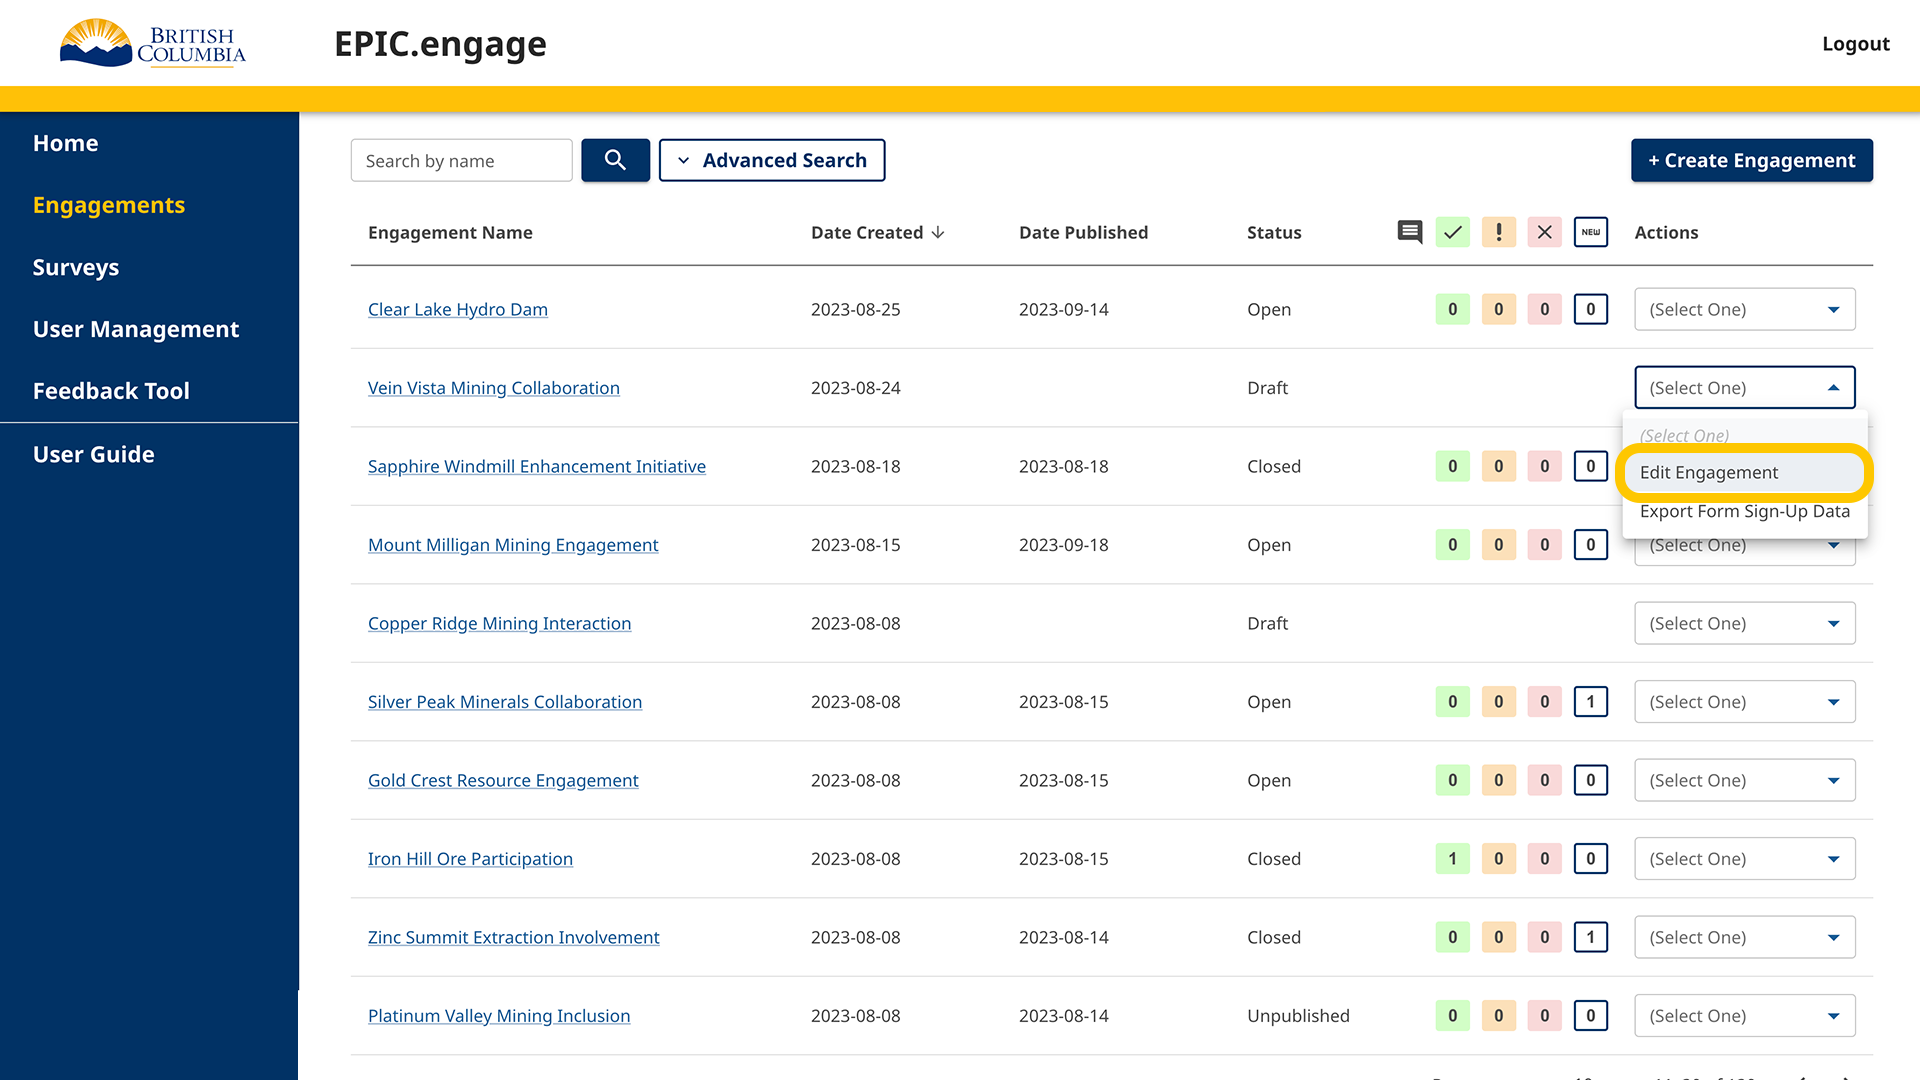 BRITISH
COLUMBIA
EPIC.engage
Logout
Home
Engagements
Surveys
User Management
Feedback Tool
User Guide
Search by name
Advanced Search
+ Create Engagement
Engagement Name Date Created Date Published Status NEW Actions
Clear Lake Hydro Dam 2023-08-25 2023-09-14 Open 0 0 0 0 (Select One)
Vein Vista Mining Collaboration 2023-08-24 Draft (Select One)
(Select One)
Edit Engagement
Export Form Sign-Up Data
Sapphire Windmill Enhancement Initiative 2023-08-18 2023-08-18 Closed 0 0 0 0
Mount Milligan Mining Engagement 2023-08-15 2023-09-18 Open 0 0 0 0 (Select One)
Copper Ridge Mining Interaction 2023-08-08 Draft (Select One)
Silver Peak Minerals Collaboration 2023-08-08 2023-08-15 Open 0 0 0 1 (Select One)
Gold Crest Resource Engagement 2023-08-08 2023-08-15 Open 0 0 0 0 (Select One)
Iron Hill Ore Participation 2023-08-08 2023-08-15 Closed 1 0 0 0 (Select One)
Zinc Summit Extraction Involvement 2023-08-08 2023-08-14 Closed 0 0 0 1 (Select One)
Platinum Valley Mining Inclusion 2023-08-08 2023-08-14 Unpublished 0 0 0 0 (Select One)